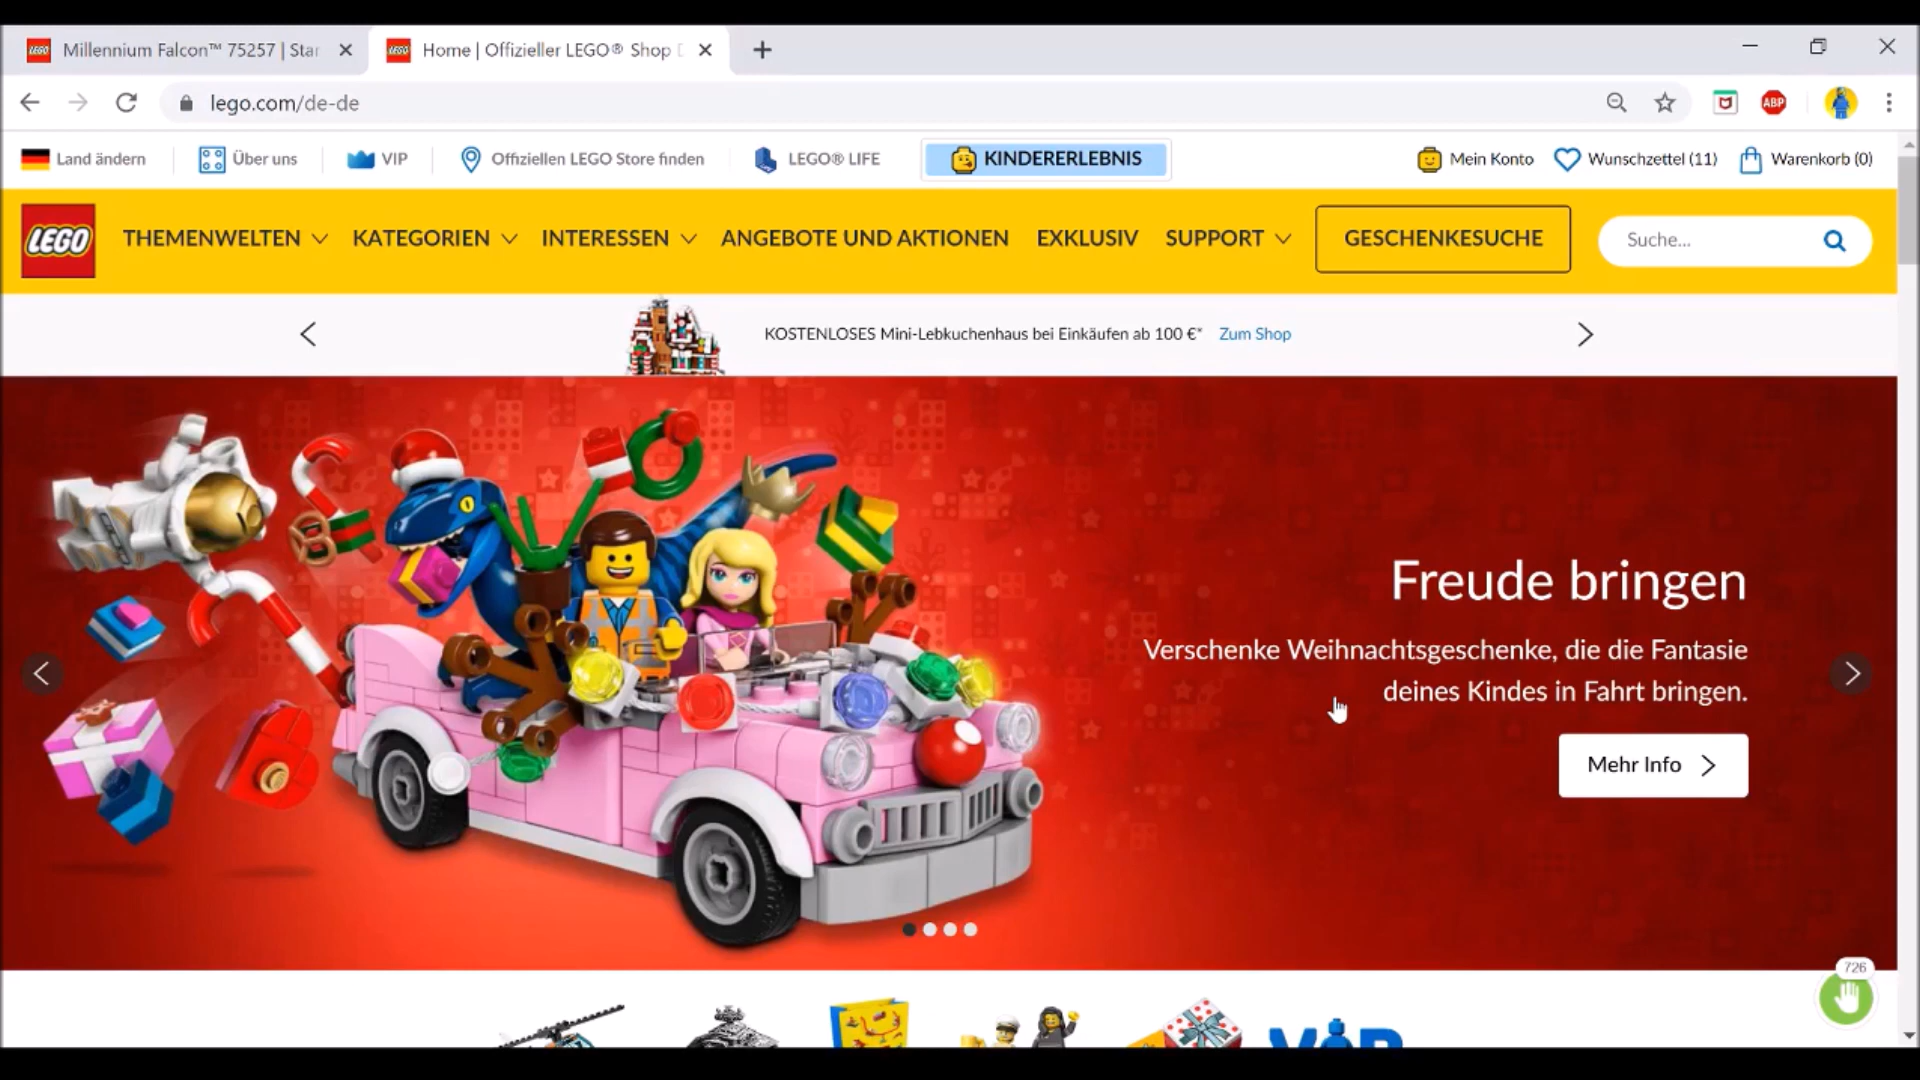 Millennium Falcon™ 75257 | Star
Home | Offizieller LEGO® Shop D
lego.com/de-de
ABP
Land ändern
Über uns
VIP
Offiziellen LEGO Store finden
LEGO® LIFE
KINDERERLEBNIS
Mein Konto
Wunschzettel (11)
Warenkorb (0)
LEGO
THEMENWELTEN
KATEGORIEN
INTERESSEN
ANGEBOTE UND AKTIONEN
EXKLUSIV
SUPPORT
GESCHENKESUCHE
Suche...
KOSTENLOSES Mini-Lebkuchenhaus bei Einkäufen ab 100 €* Zum Shop
Freude bringen
Verschenke Weihnachtsgeschenke, die die Fantasie
deines Kindes in Fahrt bringen.
Mehr Info
726